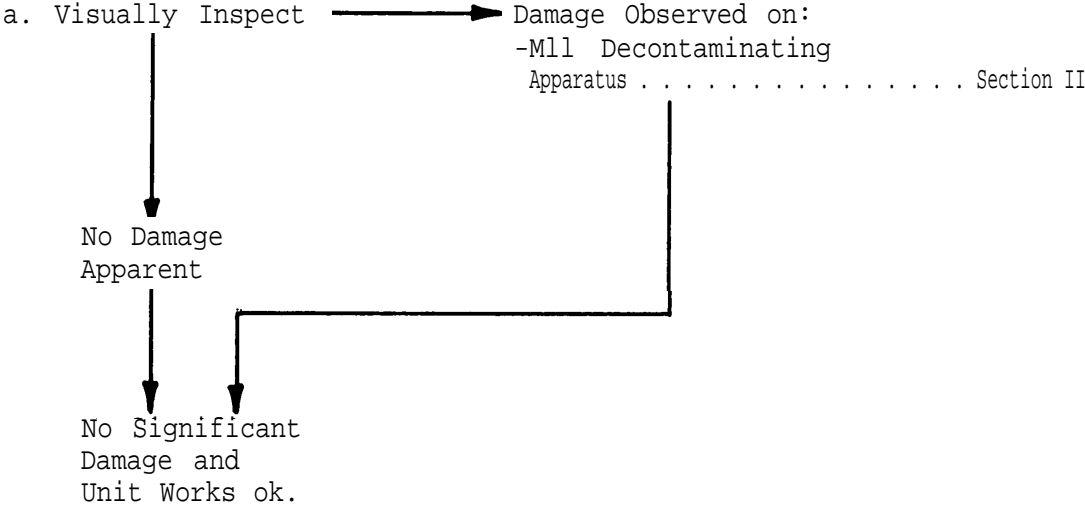 a. Visually Inspect
Damage Observed on:
-Mll Decontaminating
Apparatus . . . . . . . . . . . . . . . Section II
No Damage
Apparent
No Significant
Damage and
Unit Works ok.